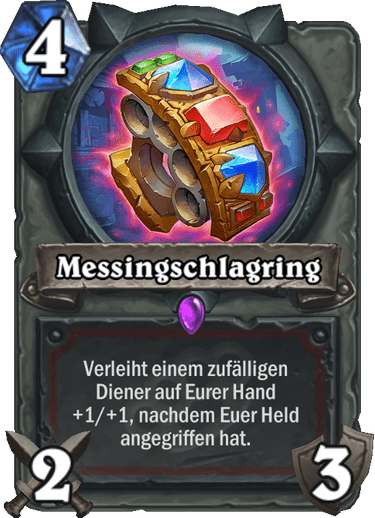 4
Messingschlagring
Verleiht einem zufälligen
Diener auf Eurer Hand
+1/+1, nachdem Euer Held
angegriffen hat.
2
3